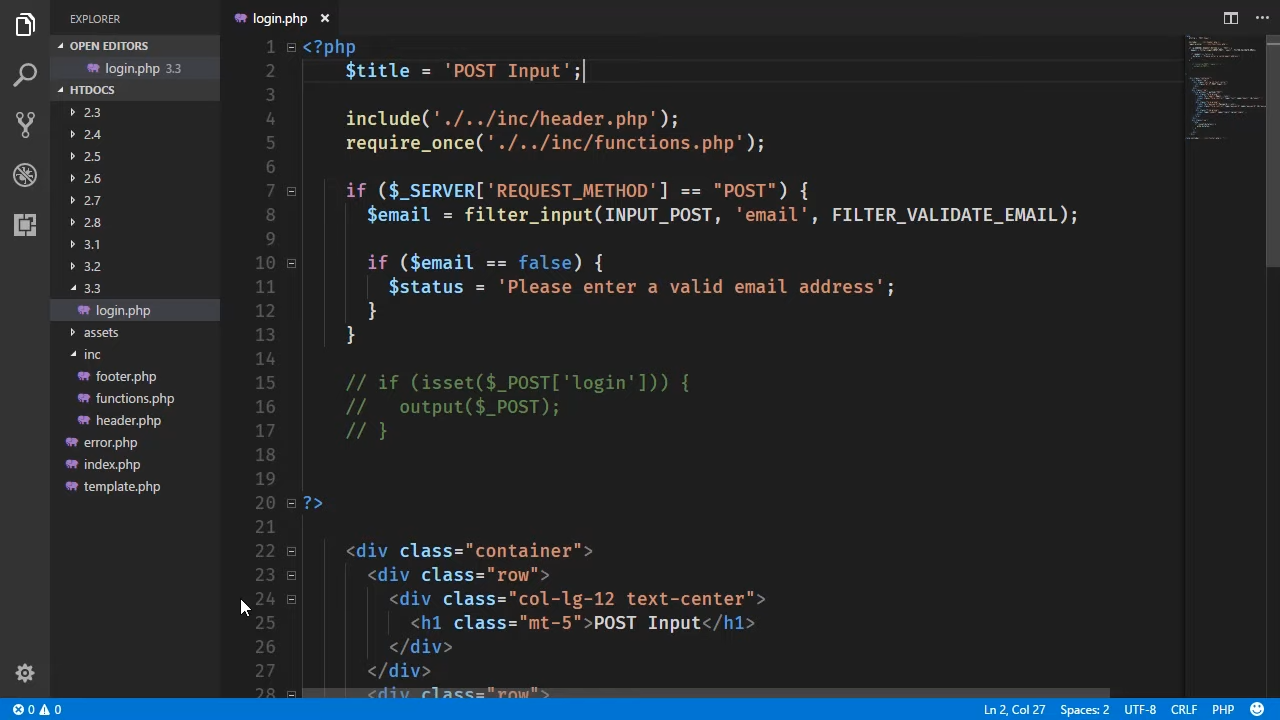 EXPLORER
OPEN EDITORS
login.php 3.3
HTDOCS
2.3
2.4
2.5
2.6
2.7
2.8
3.1
3.2
3.3
login.php
assets
inc
footer.php
functions.php
header.php
error.php
index.php
template.php
login.php ×
1 <?php
2 $title = 'POST Input';
3
4 include('./../inc/header.php');
5 require_once('./../inc/functions.php');
6
7 if ($_SERVER['REQUEST_METHOD'] == "POST") {
8 $email = filter_input(INPUT_POST, 'email', FILTER_VALIDATE_EMAIL);
9
10 if ($email == false) {
11 $status = 'Please enter a valid email address';
12 }
13 }
14
15 // if (isset($_POST['login'])) {
16 // output($_POST);
17 // }
18
19
20 ?>
21
22 <div class="container">
23 <div class="row">
24 <div class="col-lg-12 text-center">
25 <h1 class="mt-5">POST Input</h1>
26 </div>
27 </div>
28 <div class="row">
0 0
Ln 2, Col 27 Spaces: 2 UTF-8 CRLF PHP